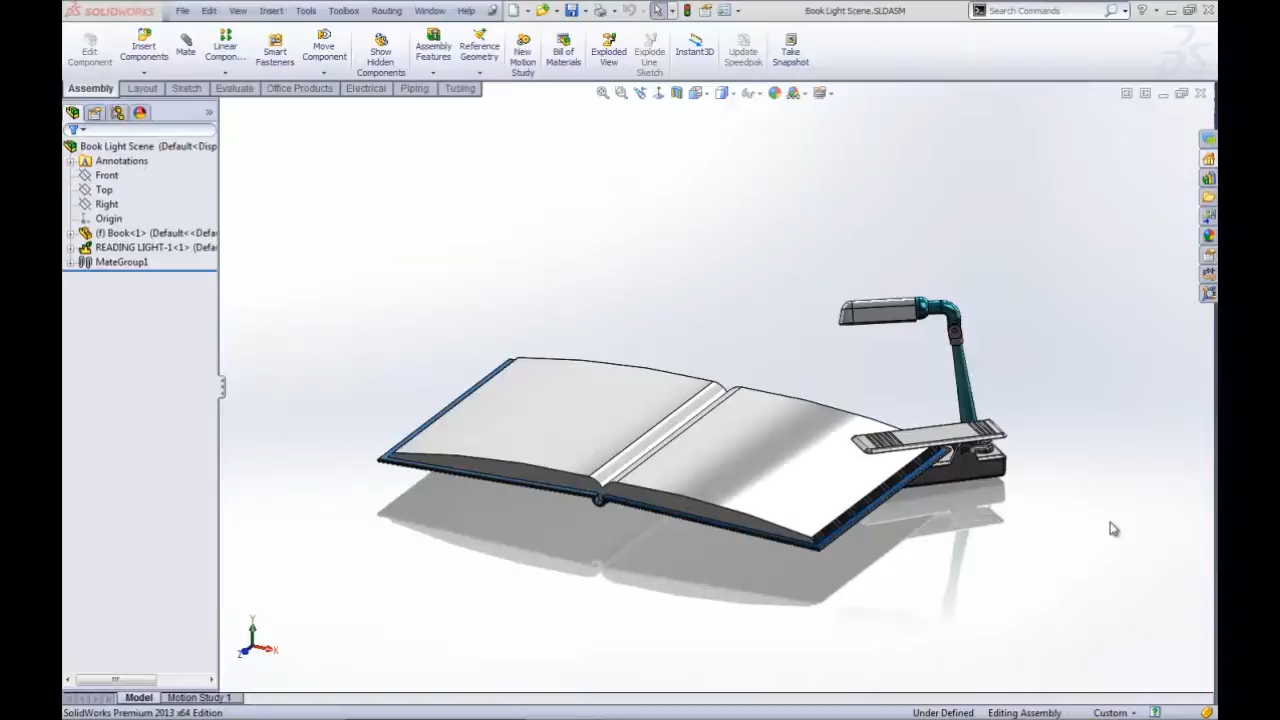 SOLIDWORKS File Edit View Insert Tools Toolbox Routing Window Help Book Light Scene.SLDASM Search Commands
Edit Component
Insert Components
Mate
Linear Compon...
Smart Fasteners
Move Component
Show Hidden Components
Assembly Features
Reference Geometry
New Motion Study
Bill of Materials
Exploded View
Explode Line Sketch
Instant3D
Update Speedpak
Take Snapshot
Assembly Layout Sketch Evaluate Office Products Electrical Piping Tubing
Book Light Scene (Default<Disp
A Annotations
Front
Top
Right
Origin
(f) Book<1> (Default<<Defa
READING LIGHT-1<1> (Defa
MateGroup1
Y
X
Z
Model Motion Study 1
SolidWorks Premium 2013 x64 Edition Under Defined Editing Assembly Custom